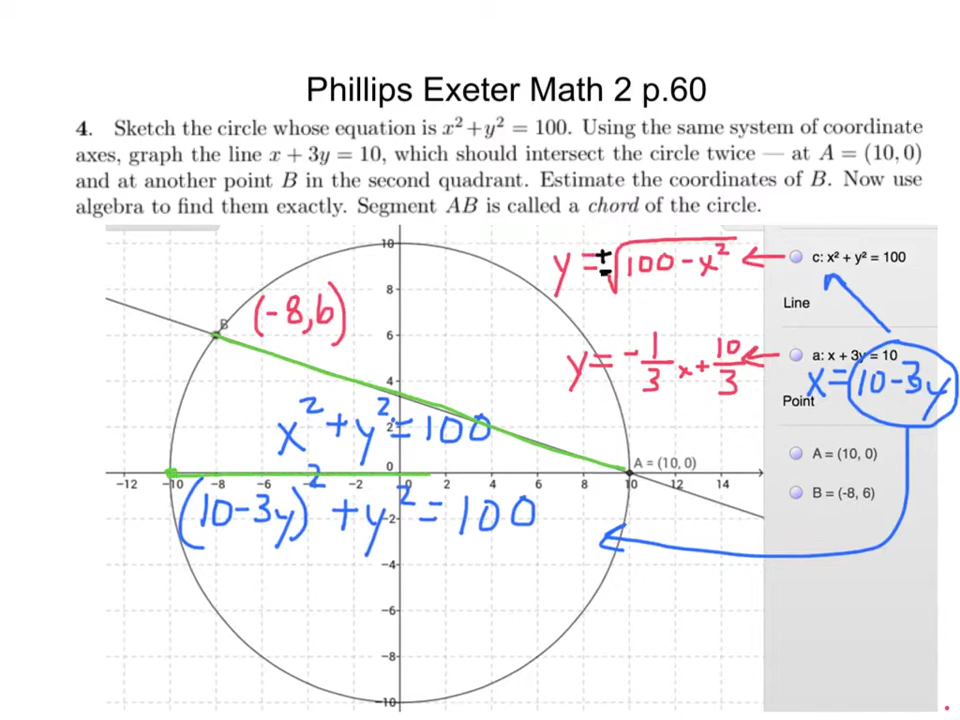 Phillips Exeter Math 2 p.60
4. Sketch the circle whose equation is x² + y² = 100. Using the same system of coordinate
axes, graph the line x + 3y = 10, which should intersect the circle twice — at A = (10, 0)
and at another point B in the second quadrant. Estimate the coordinates of B. Now use
algebra to find them exactly. Segment AB is called a chord of the circle.
10
y = ±√(100 - x²)
c: x² + y² = 100
8
Line
B
(-8,6)
6
y = -1/3 x + 10/3
a: x + 3y = 10
x = (10-3y)
4
Point
x² + y² = 100
2
A = (10, 0)
0
A = (10, 0)
-12 -10 -8 -6 -2 0 2 4 6 8 10 12 14
B = (-8, 6)
(10-3y)² + y² = 100
-2
-4
-6
-8
-10